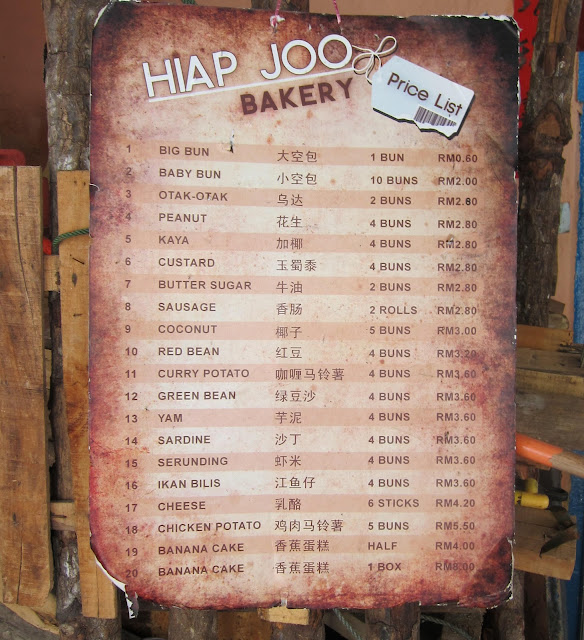 HIAP JOO
BAKERY
Price List
1 BIG BUN 大空包 1 BUN RM0.60
2 BABY BUN 小空包 10 BUNS RM2.00
3 OTAK-OTAK 乌达 2 BUNS RM2.80
4 PEANUT 花生 4 BUNS RM2.80
5 KAYA 加椰 4 BUNS RM2.80
6 CUSTARD 玉蜀黍 4 BUNS RM2.80
7 BUTTER SUGAR 牛油 2 BUNS RM2.80
8 SAUSAGE 香肠 2 ROLLS RM2.80
9 COCONUT 椰子 5 BUNS RM3.00
10 RED BEAN 红豆 4 BUNS RM3.20
11 CURRY POTATO 咖喱马铃薯 4 BUNS RM3.60
12 GREEN BEAN 绿豆沙 4 BUNS RM3.60
13 YAM 芋泥 4 BUNS RM3.60
14 SARDINE 沙丁 4 BUNS RM3.60
15 SERUNDING 虾米 4 BUNS RM3.60
16 IKAN BILIS 江鱼仔 4 BUNS RM3.60
17 CHEESE 乳酪 6 STICKS RM4.20
18 CHICKEN POTATO 鸡肉马铃薯 5 BUNS RM5.50
19 BANANA CAKE 香蕉蛋糕 HALF RM4.00
20 BANANA CAKE 香蕉蛋糕 1 BOX RM8.00